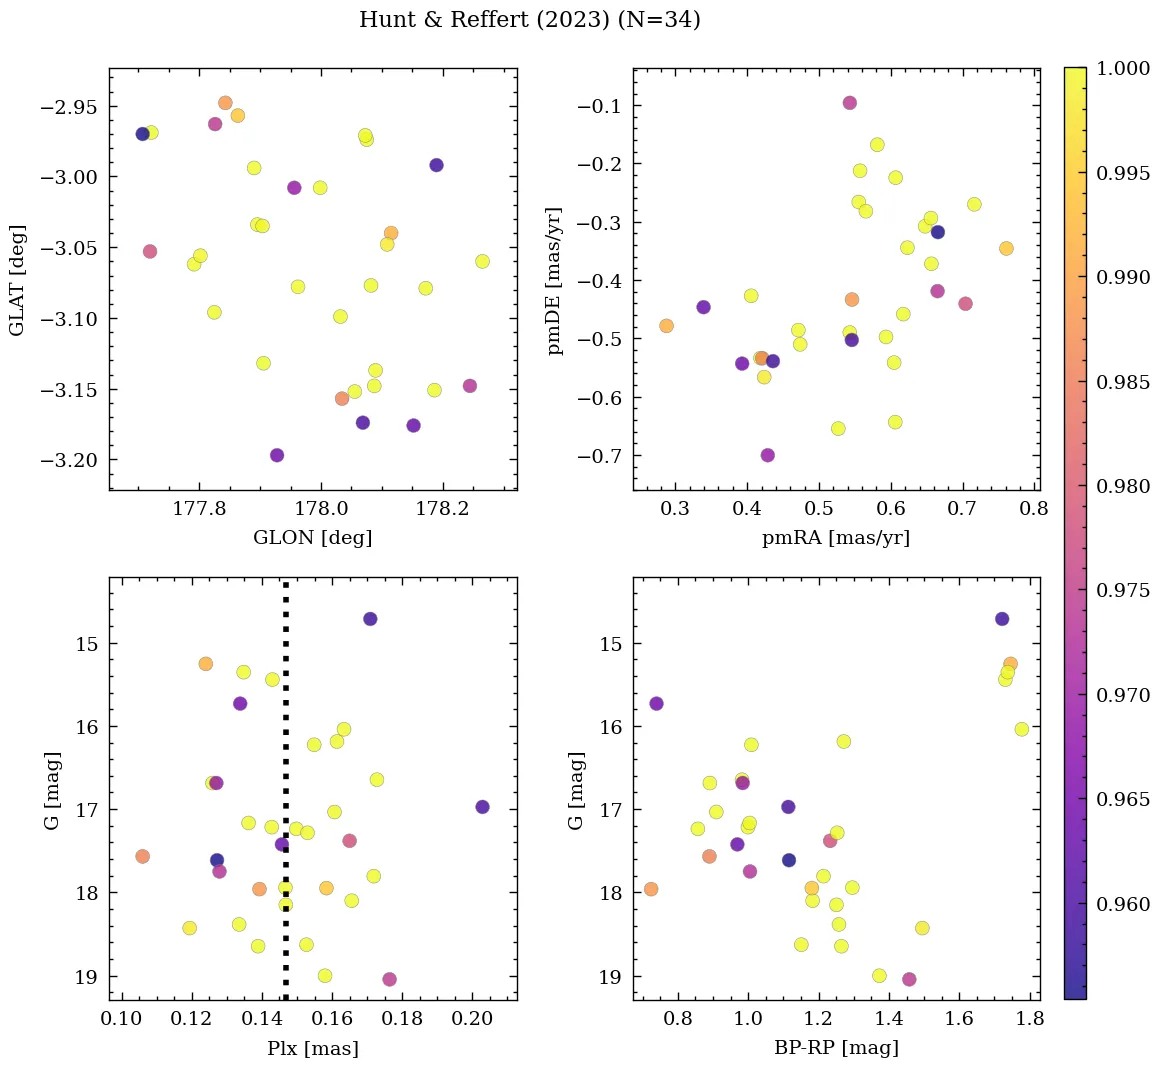 Hunt & Reffert (2023) (N=34)
−2.95
−3.00
−3.05
−3.10
−3.15
−3.20
GLAT [deg]
177.8 178.0 178.2
GLON [deg]
−0.1
−0.2
−0.3
−0.4
−0.5
−0.6
−0.7
pmDE [mas/yr]
0.3 0.4 0.5 0.6 0.7 0.8
pmRA [mas/yr]
15
16
17
18
19
G [mag]
0.10 0.12 0.14 0.16 0.18 0.20
Plx [mas]
15
16
17
18
19
G [mag]
0.8 1.0 1.2 1.4 1.6 1.8
BP-RP [mag]
1.000
0.995
0.990
0.985
0.980
0.975
0.970
0.965
0.960